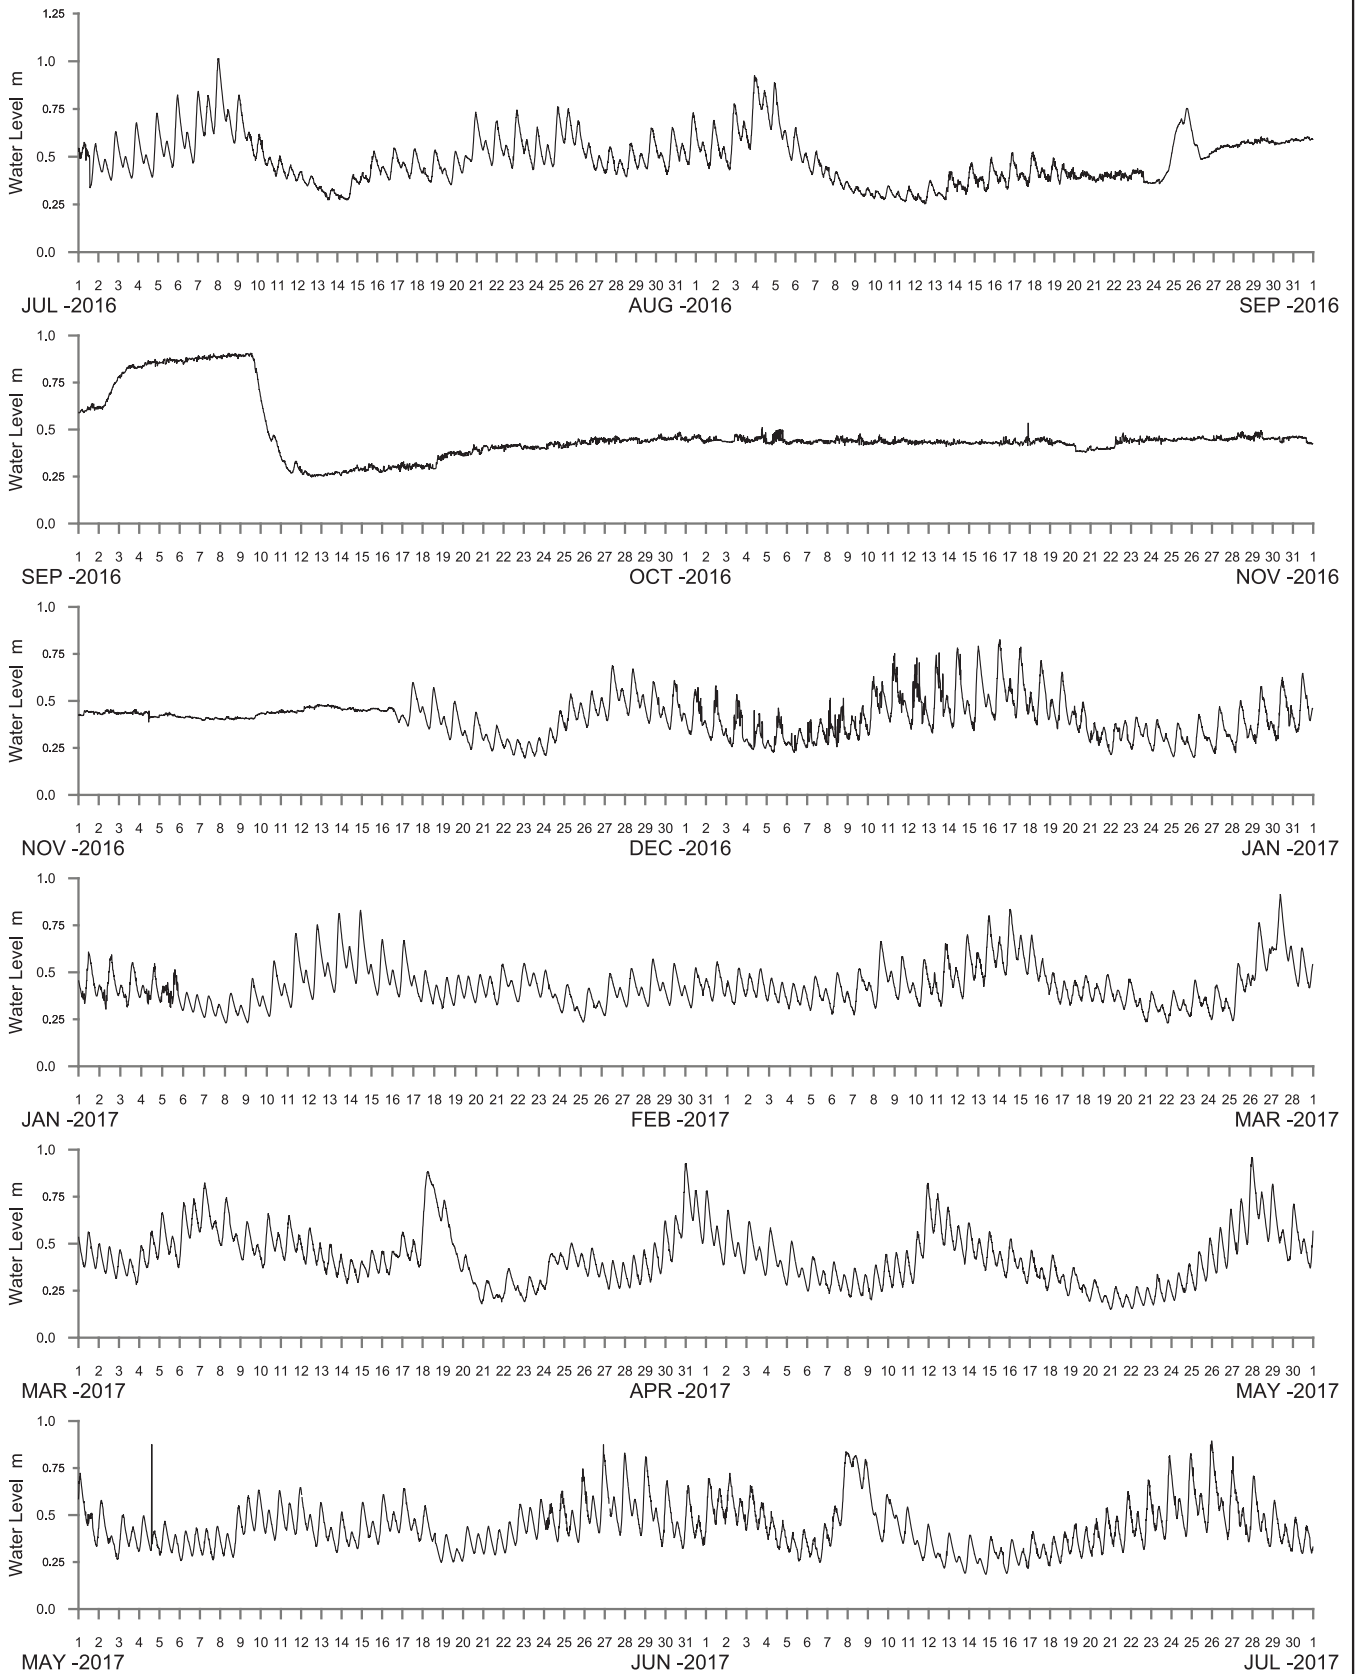 1.25
1.0
0.75
0.5
0.25
0.0
Water Level m
1 2 3 4 5 6 7 8 9 10 11 12 13 14 15 16 17 18 19 20 21 22 23 24 25 26 27 28 29 30 31 1 2 3 4 5 6 7 8 9 10 11 12 13 14 15 16 17 18 19 20 21 22 23 24 25 26 27 28 29 30 31 1
JUL -2016 AUG -2016 SEP -2016
1.0
0.75
0.5
0.25
0.0
Water Level m
1 2 3 4 5 6 7 8 9 10 11 12 13 14 15 16 17 18 19 20 21 22 23 24 25 26 27 28 29 30 1 2 3 4 5 6 7 8 9 10 11 12 13 14 15 16 17 18 19 20 21 22 23 24 25 26 27 28 29 30 31 1
SEP -2016 OCT -2016 NOV -2016
1.0
0.75
0.5
0.25
0.0
Water Level m
1 2 3 4 5 6 7 8 9 10 11 12 13 14 15 16 17 18 19 20 21 22 23 24 25 26 27 28 29 30 1 2 3 4 5 6 7 8 9 10 11 12 13 14 15 16 17 18 19 20 21 22 23 24 25 26 27 28 29 30 31 1
NOV -2016 DEC -2016 JAN -2017
1.0
0.75
0.5
0.25
0.0
Water Level m
1 2 3 4 5 6 7 8 9 10 11 12 13 14 15 16 17 18 19 20 21 22 23 24 25 26 27 28 29 30 31 1 2 3 4 5 6 7 8 9 10 11 12 13 14 15 16 17 18 19 20 21 22 23 24 25 26 27 28 1
JAN -2017 FEB -2017 MAR -2017
1.0
0.75
0.5
0.25
0.0
Water Level m
1 2 3 4 5 6 7 8 9 10 11 12 13 14 15 16 17 18 19 20 21 22 23 24 25 26 27 28 29 30 31 1 2 3 4 5 6 7 8 9 10 11 12 13 14 15 16 17 18 19 20 21 22 23 24 25 26 27 28 29 30 1
MAR -2017 APR -2017 MAY -2017
1.0
0.75
0.5
0.25
0.0
Water Level m
1 2 3 4 5 6 7 8 9 10 11 12 13 14 15 16 17 18 19 20 21 22 23 24 25 26 27 28 29 30 31 1 2 3 4 5 6 7 8 9 10 11 12 13 14 15 16 17 18 19 20 21 22 23 24 25 26 27 28 29 30 1
MAY -2017 JUN -2017 JUL -2017